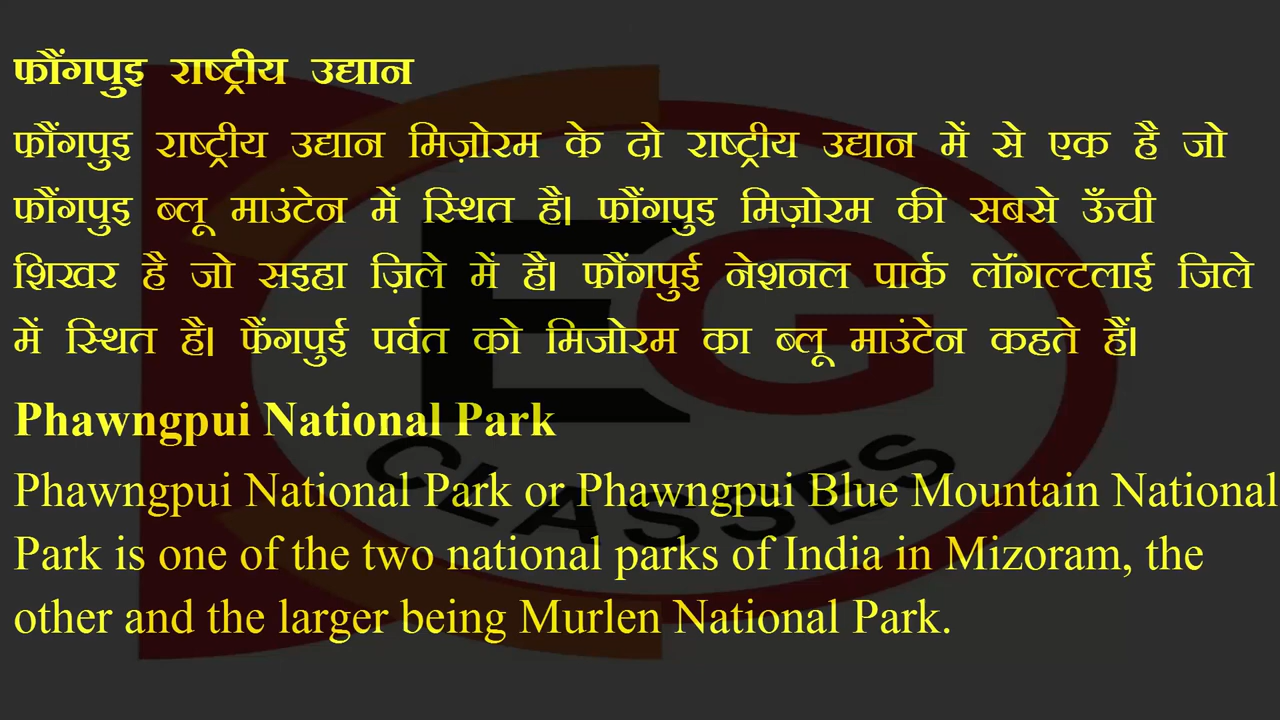 फौंगपुइ राष्ट्रीय उद्यान
फौंगपुइ राष्ट्रीय उद्यान मिज़ोरम के दो राष्ट्रीय उद्यान में से एक है जो
फौंगपुइ ब्लू माउंटेन में स्थित है। फौंगपुइ मिज़ोरम की सबसे ऊँची
शिखर है जो सइहा ज़िले में है। फौंगपुई नेशनल पार्क लॉंगल्टलाई जिले
में स्थित है। फैंगपुई पर्वत को मिजोरम का ब्लू माउंटेन कहते हैं।
Phawngpui National Park
Phawngpui National Park or Phawngpui Blue Mountain National
Park is one of the two national parks of India in Mizoram, the
other and the larger being Murlen National Park.
EG
CLASSES